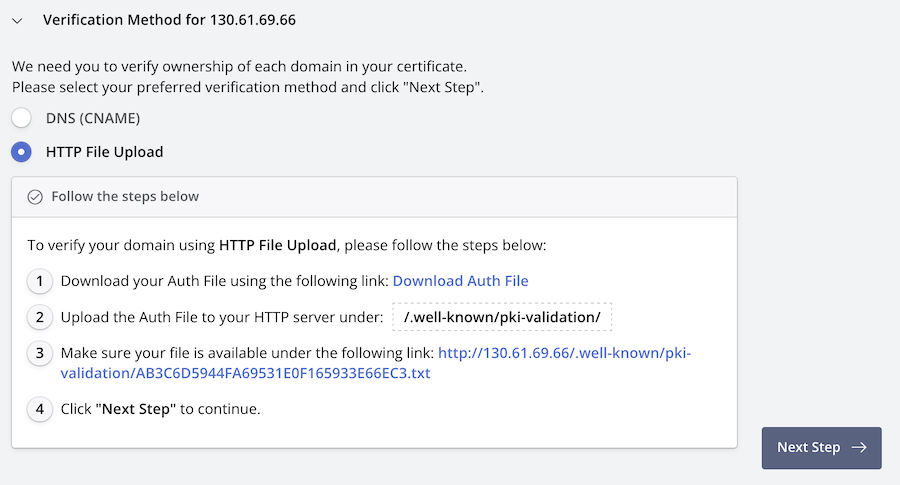 Verification Method for 130.61.69.66
We need you to verify ownership of each domain in your certificate.
Please select your preferred verification method and click "Next Step".
DNS (CNAME)
HTTP File Upload
Follow the steps below
To verify your domain using HTTP File Upload, please follow the steps below:
1 Download your Auth File using the following link: Download Auth File
2 Upload the Auth File to your HTTP server under: /.well-known/pki-validation/
3 Make sure your file is available under the following link: http://130.61.69.66/.well-known/pki-
validation/AB3C6D5944FA69531E0F165933E66EC3.txt
4 Click "Next Step" to continue.
Next Step